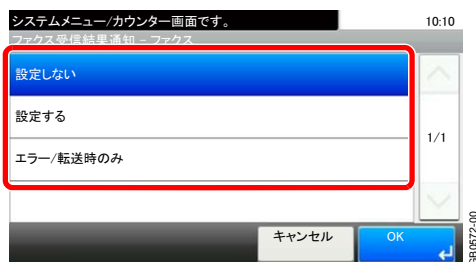 システムメニュー/カウンター画面です。
10:10
ファクス受信結果通知 - ファクス
設定しない
設定する
1/1
エラー/転送時のみ
キャンセル
OK
GB0572-00